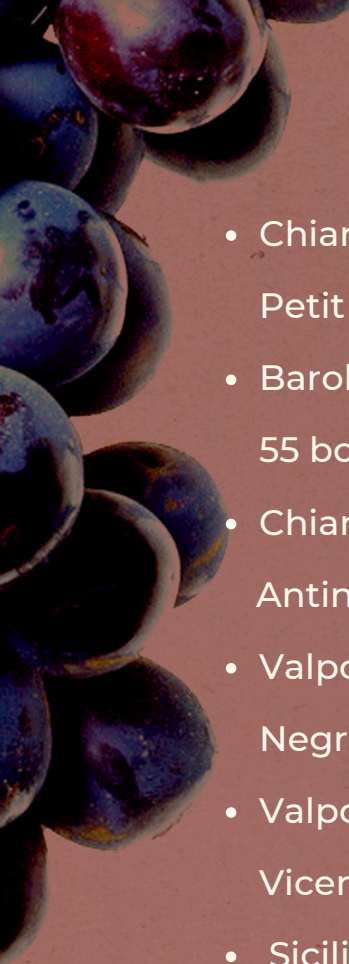 • Chian
Petit
• Barol
55 bo
• Chian
Antin
• Valpo
Negr
• Valpo
Vicen
• Sicili